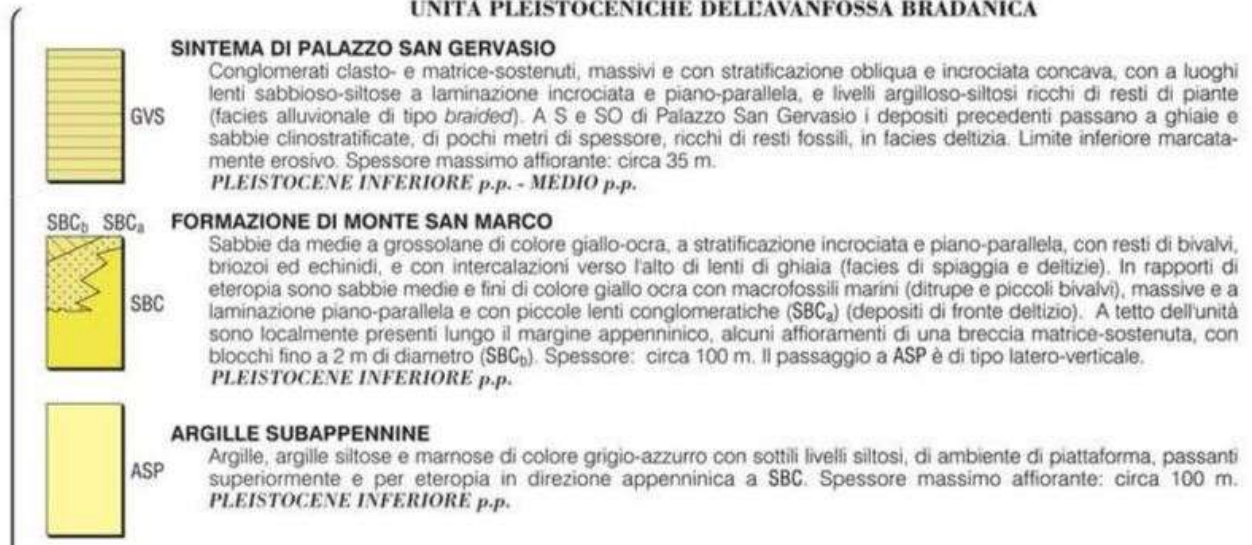 UNITÀ PLEISTOCENICHE DELL'AVANFOSSA BRADANICA
SINTEMA DI PALAZZO SAN GERVASIO
Conglomerati clasto- e matrice-sostenuti, massivi e con stratificazione obliqua e incrociata concava, con a luoghi
lenti sabbioso-siltose a laminazione incrociata e piano-parallela, e livelli argilloso-siltosi ricchi di resti di piante
GVS
(facies alluvionale di tipo braided). A S e SO di Palazzo San Gervasio i depositi precedenti passano a ghiaie e
sabbie clinostratificate, di pochi metri di spessore, ricchi di resti fossili, in facies deltizia. Limite inferiore marcata-
mente erosivo. Spessore massimo affiorante: circa 35 m.
PLEISTOCENE INFERIORE p.p. - MEDIO p.p.
SBCb SBCa
FORMAZIONE DI MONTE SAN MARCO
Sabbie da medie a grossolane di colore giallo-ocra, a stratificazione incrociata e piano-parallela, con resti di bivalvi,
briozoi ed echinidi, e con intercalazioni verso l'alto di lenti di ghiaia (facies di spiaggia e deltizie). In rapporti di
eteropia sono sabbie medie e fini di colore giallo ocra con macrofossili marini (ditrupe e piccoli bivalvi), massive e a
SBC
laminazione piano-parallela e con piccole lenti conglomeratiche (SBCa) (depositi di fronte deltizio). A tetto dell'unità
sono localmente presenti lungo il margine appenninico, alcuni affioramenti di una breccia matrice-sostenuta, con
blocchi fino a 2 m di diametro (SBCb). Spessore: circa 100 m. Il passaggio a ASP è di tipo latero-verticale.
PLEISTOCENE INFERIORE p.p.
ARGILLE SUBAPPENNINE
Argille, argille siltose e marnose di colore grigio-azzurro con sottili livelli siltosi, di ambiente di piattaforma, passanti
ASP
superiormente e per eteropia in direzione appenninica a SBC. Spessore massimo affiorante: circa 100 m.
PLEISTOCENE INFERIORE p.p.